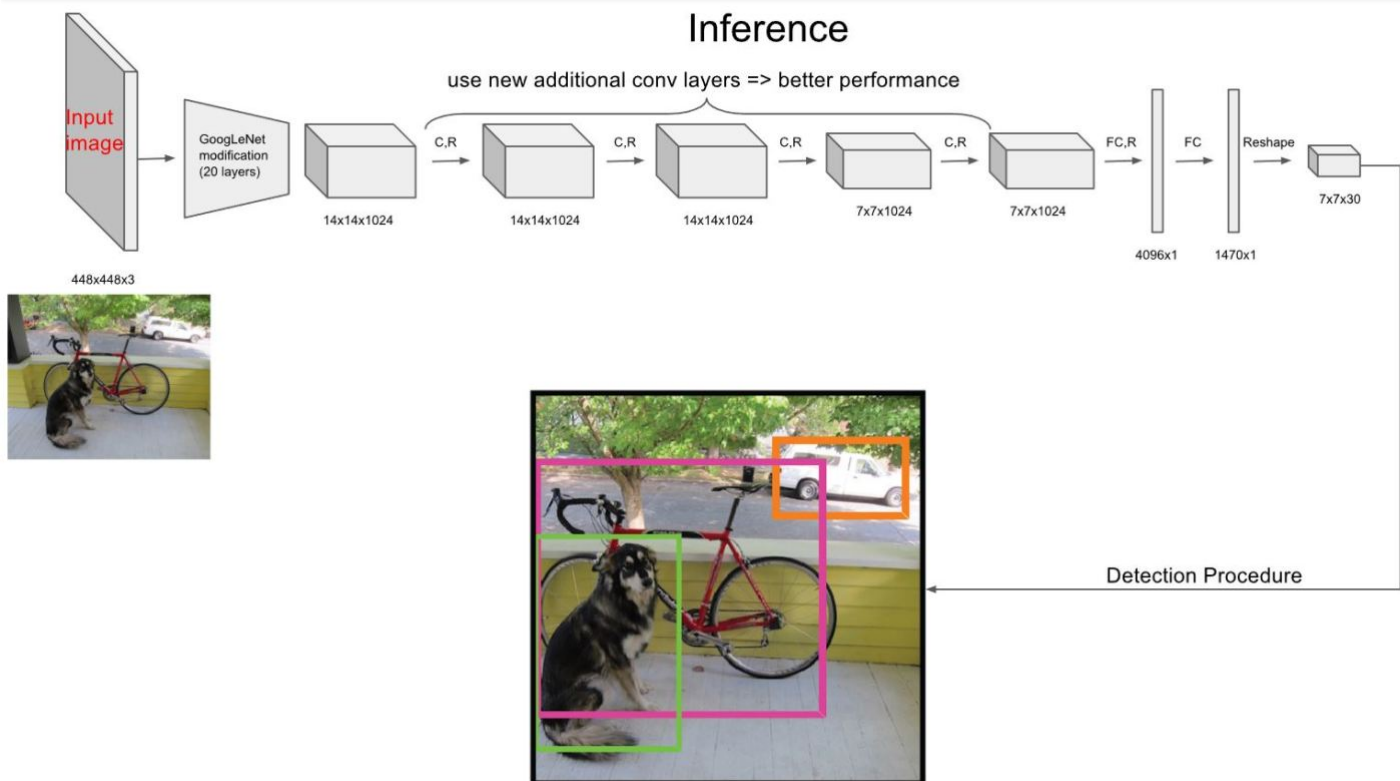 Inference
use new additional conv layers => better performance
Input
image
GoogLeNet
modification
(20 layers)
C,R
C,R
C,R
C,R
FC,R
FC
Reshape
14x14x1024
14x14x1024
14x14x1024
7x7x1024
7x7x1024
7x7x30
4096x1
1470x1
448x448x3
Detection Procedure